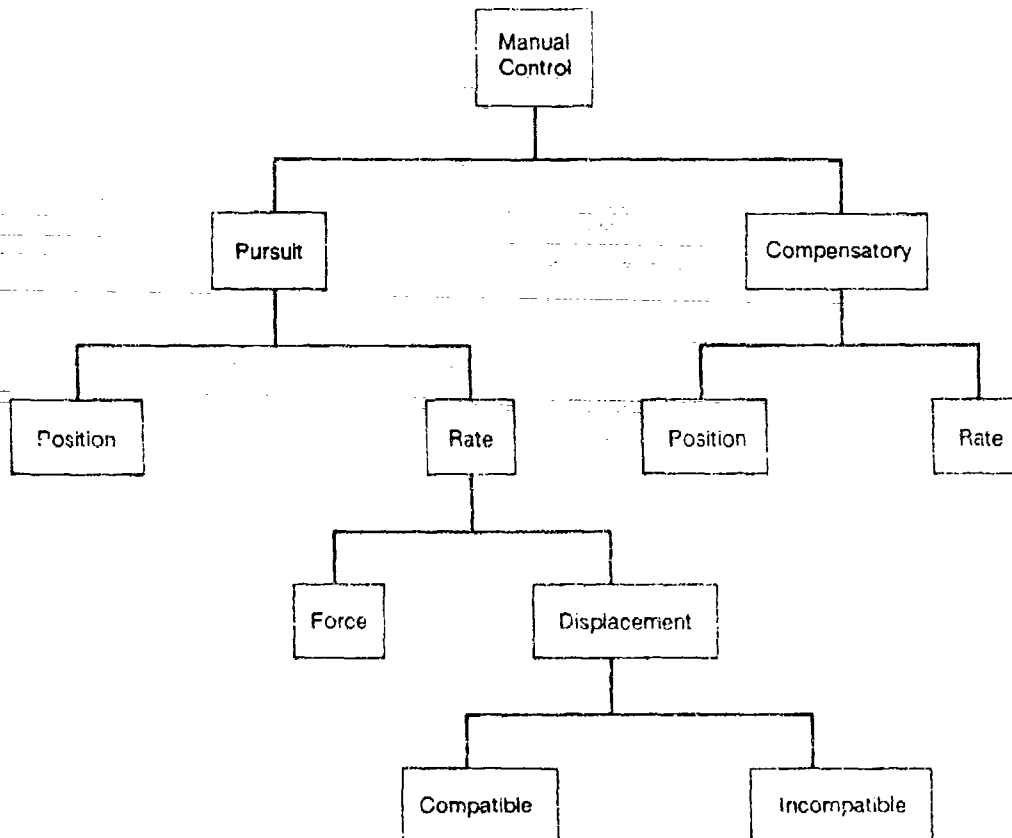 Manual
Control
Pursuit
Compensatory
Position
Rate
Position
Rate
Force
Displacement
Compatible
Incompatible